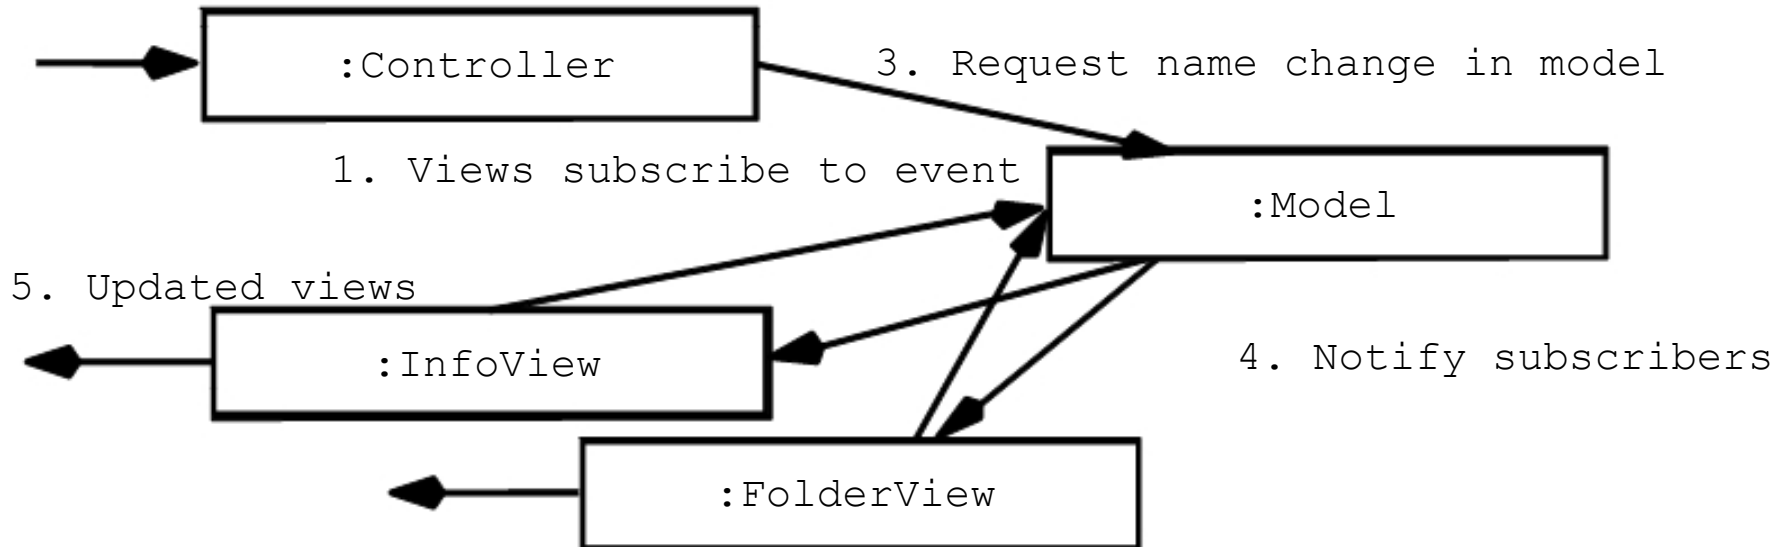 :Controller
3. Request name change in model
1. Views subscribe to event
:Model
5. Updated views
:InfoView
4. Notify subscribers
:FolderView